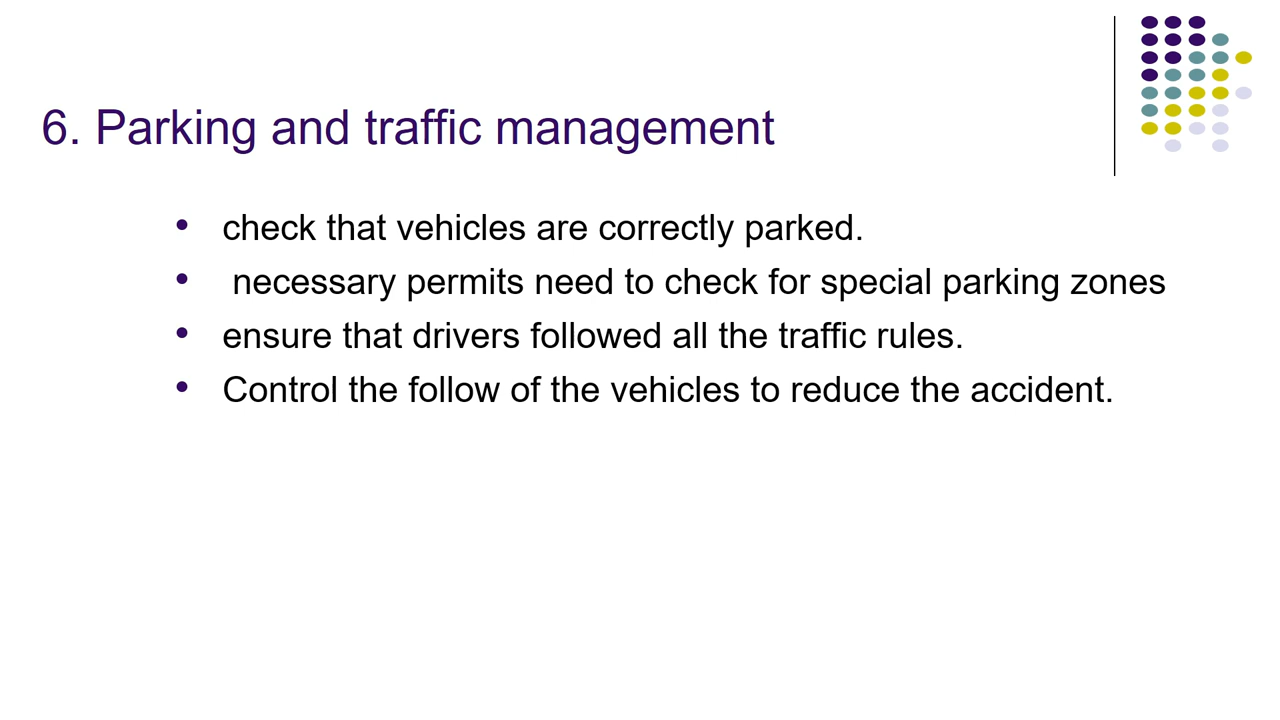 6. Parking and traffic management
• check that vehicles are correctly parked.
• necessary permits need to check for special parking zones
• ensure that drivers followed all the traffic rules.
• Control the follow of the vehicles to reduce the accident.